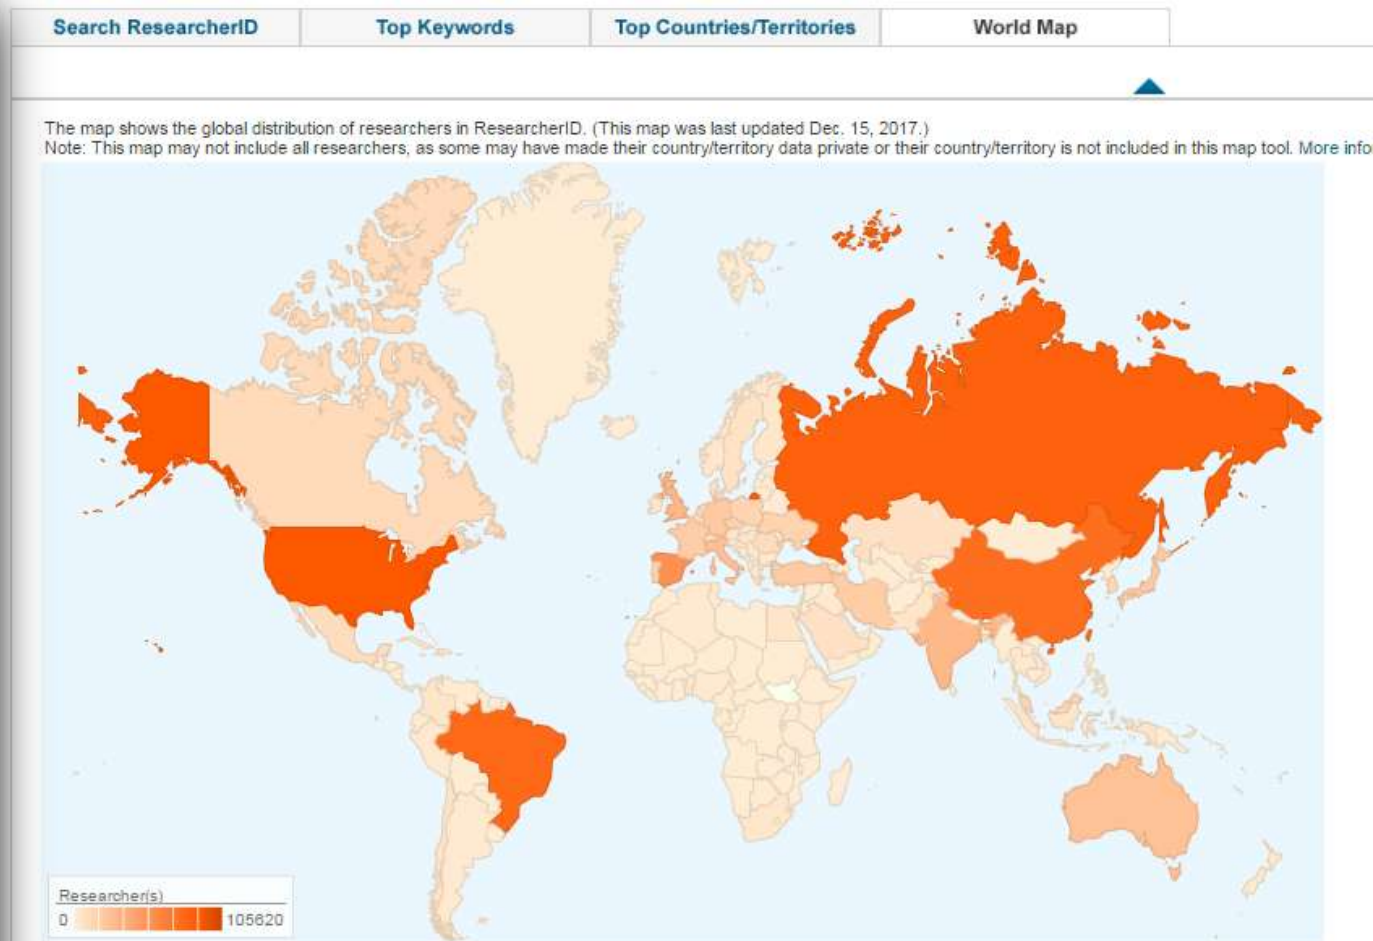 Search ResearcherID
Top Keywords
Top Countries/Territories
World Map
The map shows the global distribution of researchers in ResearcherID. (This map was last updated Dec. 15, 2017.)
Note: This map may not include all researchers, as some may have made their country/territory data private or their country/territory is not included in this map tool. More info
Researcher(s)
0 105620